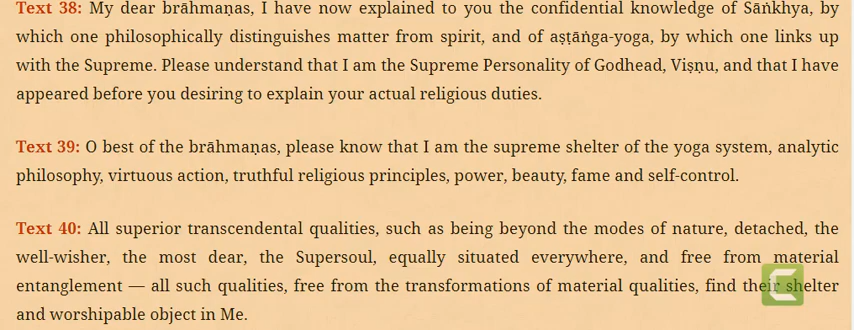 Text 38: My dear brāhmaṇas, I have now explained to you the confidential knowledge of Sāṅkhya, by
which one philosophically distinguishes matter from spirit, and of aṣṭāṅga-yoga, by which one links up
with the Supreme. Please understand that I am the Supreme Personality of Godhead, Viṣṇu, and that I have
appeared before you desiring to explain your actual religious duties.
Text 39: O best of the brāhmaṇas, please know that I am the supreme shelter of the yoga system, analytic
philosophy, virtuous action, truthful religious principles, power, beauty, fame and self-control.
Text 40: All superior transcendental qualities, such as being beyond the modes of nature, detached, the
well-wisher, the most dear, the Supersoul, equally situated everywhere, and free from material
entanglement — all such qualities, free from the transformations of material qualities, find their shelter
and worshipable object in Me.